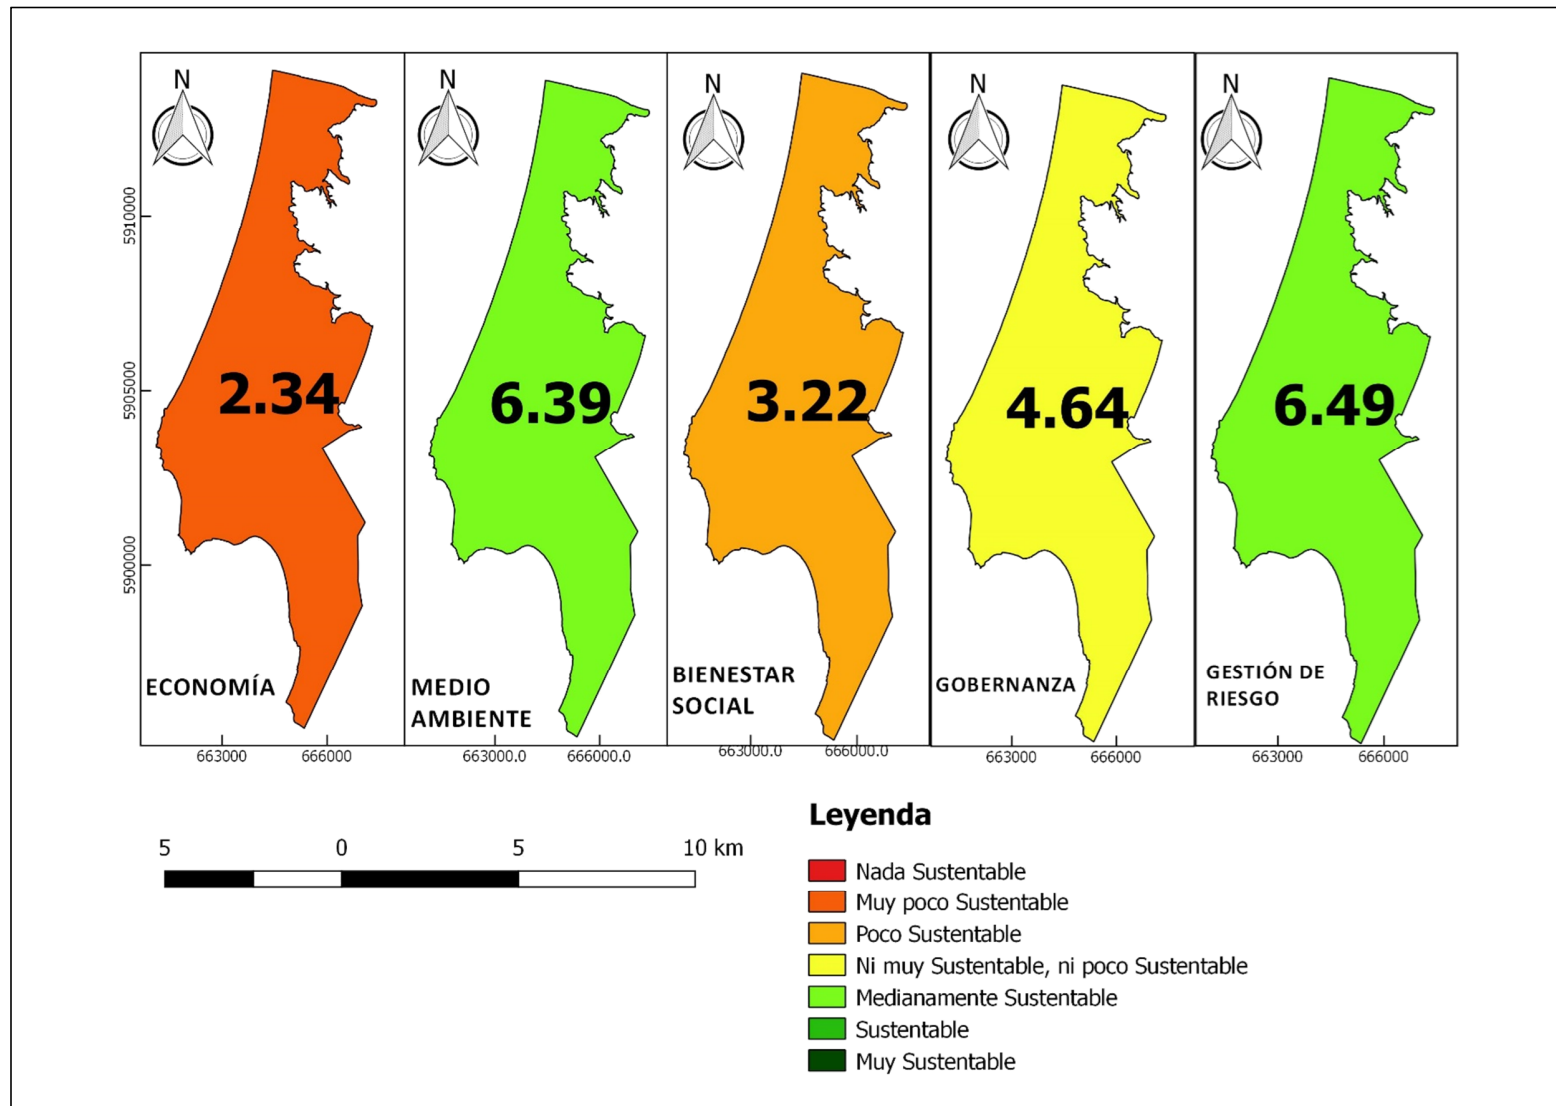 N
N
N
N
N
5910000
5905000
5900000
2.34
6.39
3.22
4.64
6.49
ECONOMÍA
MEDIO
AMBIENTE
BIENESTAR
SOCIAL
GOBERNANZA
GESTIÓN DE
RIESGO
663000 666000
663000.0 666000.0
663000.0 666000.0
663000 666000
663000 666000
5 0 5 10 km
Leyenda
Nada Sustentable
Muy poco Sustentable
Poco Sustentable
Ni muy Sustentable, ni poco Sustentable
Medianamente Sustentable
Sustentable
Muy Sustentable